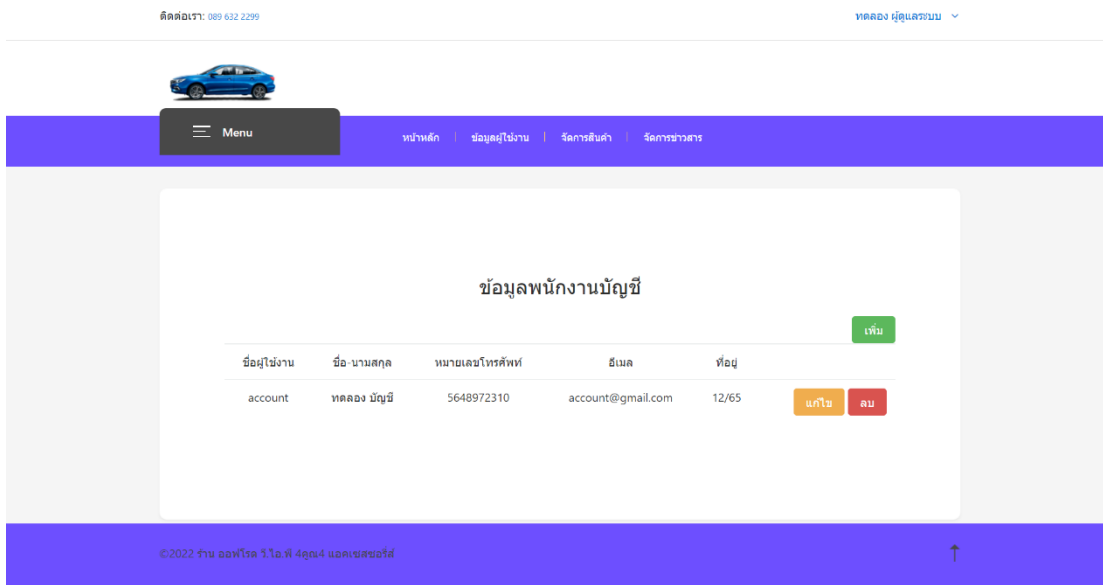 ติดต่อเรา: 089 632 2299
ทดลอง ผู้ดูแลระบบ
Menu
หน้าหลัก ข้อมูลผู้ใช้งาน จัดการสินค้า จัดการข่าวสาร
ข้อมูลพนักงานบัญชี
เพิ่ม
ชื่อผู้ใช้งาน ชื่อ-นามสกุล หมายเลขโทรศัพท์ อีเมล ที่อยู่
account ทดลอง บัญชี 5648972310 account@gmail.com 12/65 แก้ไข ลบ
©2022 ร้าน ออฟโรด วี.ไอ.พี 4คูณ4 แอคเซสซอรี่ส์